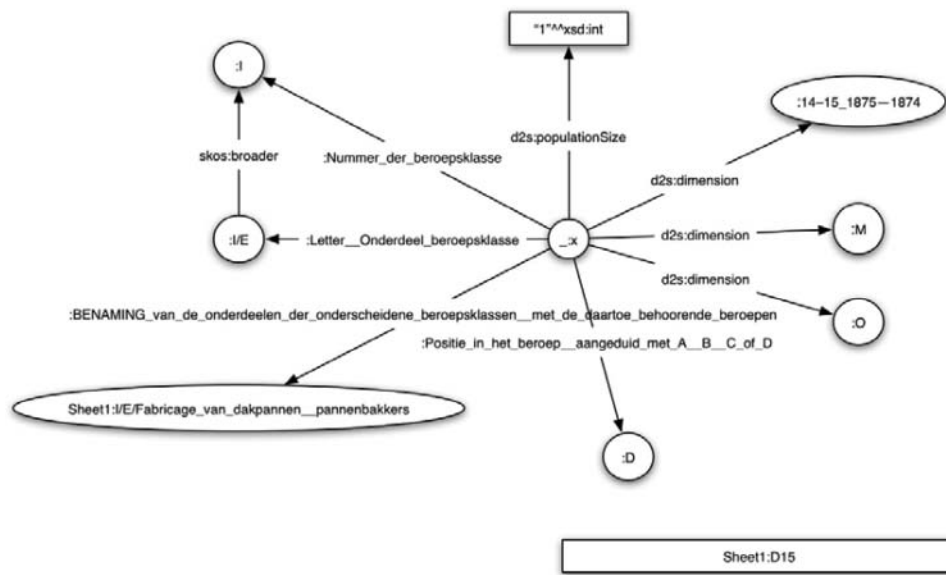 "1"^^xsd:int
:I
:14–15_1875—1874
d2s:populationSize
skos:broader
:Nummer_der_beroepsklasse
d2s:dimension
:I/E
:Letter__Onderdeel_beroepsklasse
_:x
d2s:dimension
:M
d2s:dimension
:BENAMING_van_de_onderdeelen_der_onderscheidene_beroepsklassen__met_de_daartoe_behoorende_beroepen
:O
:Positie_in_het_beroep__aangeduid_met_A__B__C_of_D
Sheet1:I/E/Fabricage_van_dakpannen__pannenbakkers
:D
Sheet1:D15